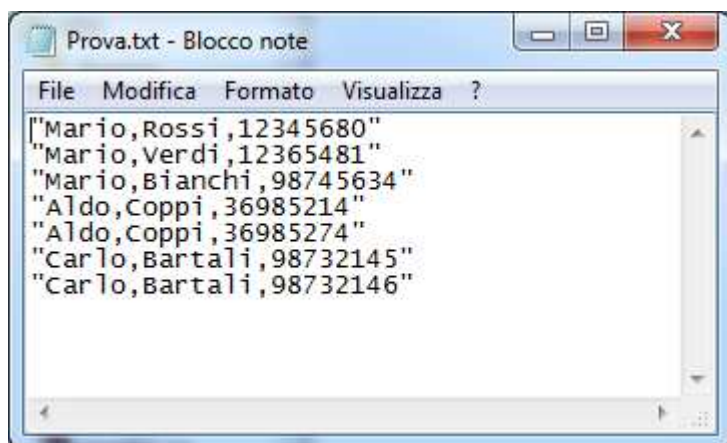 Prova.txt - Blocco note
File Modifica Formato Visualizza ?
"Mario,Rossi,12345680"
"Mario,Verdi,12365481"
"Mario,Bianchi,98745634"
"Aldo,Coppi,36985214"
"Aldo,Coppi,36985274"
"Carlo,Bartali,98732145"
"Carlo,Bartali,98732146"